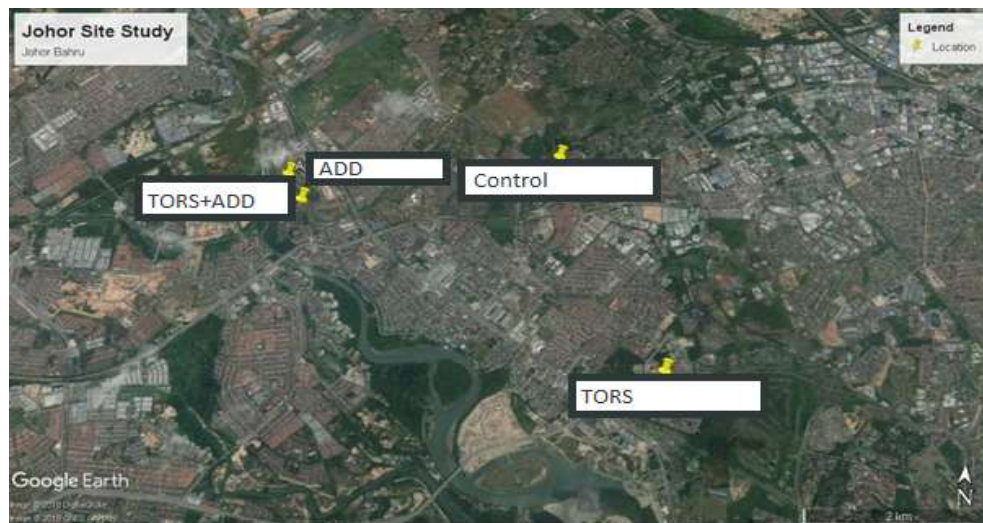 Johor Site Study
Johor Bahru
Legend
Location
ADD
Control
TORS+ADD
TORS
Google Earth
N
2 km